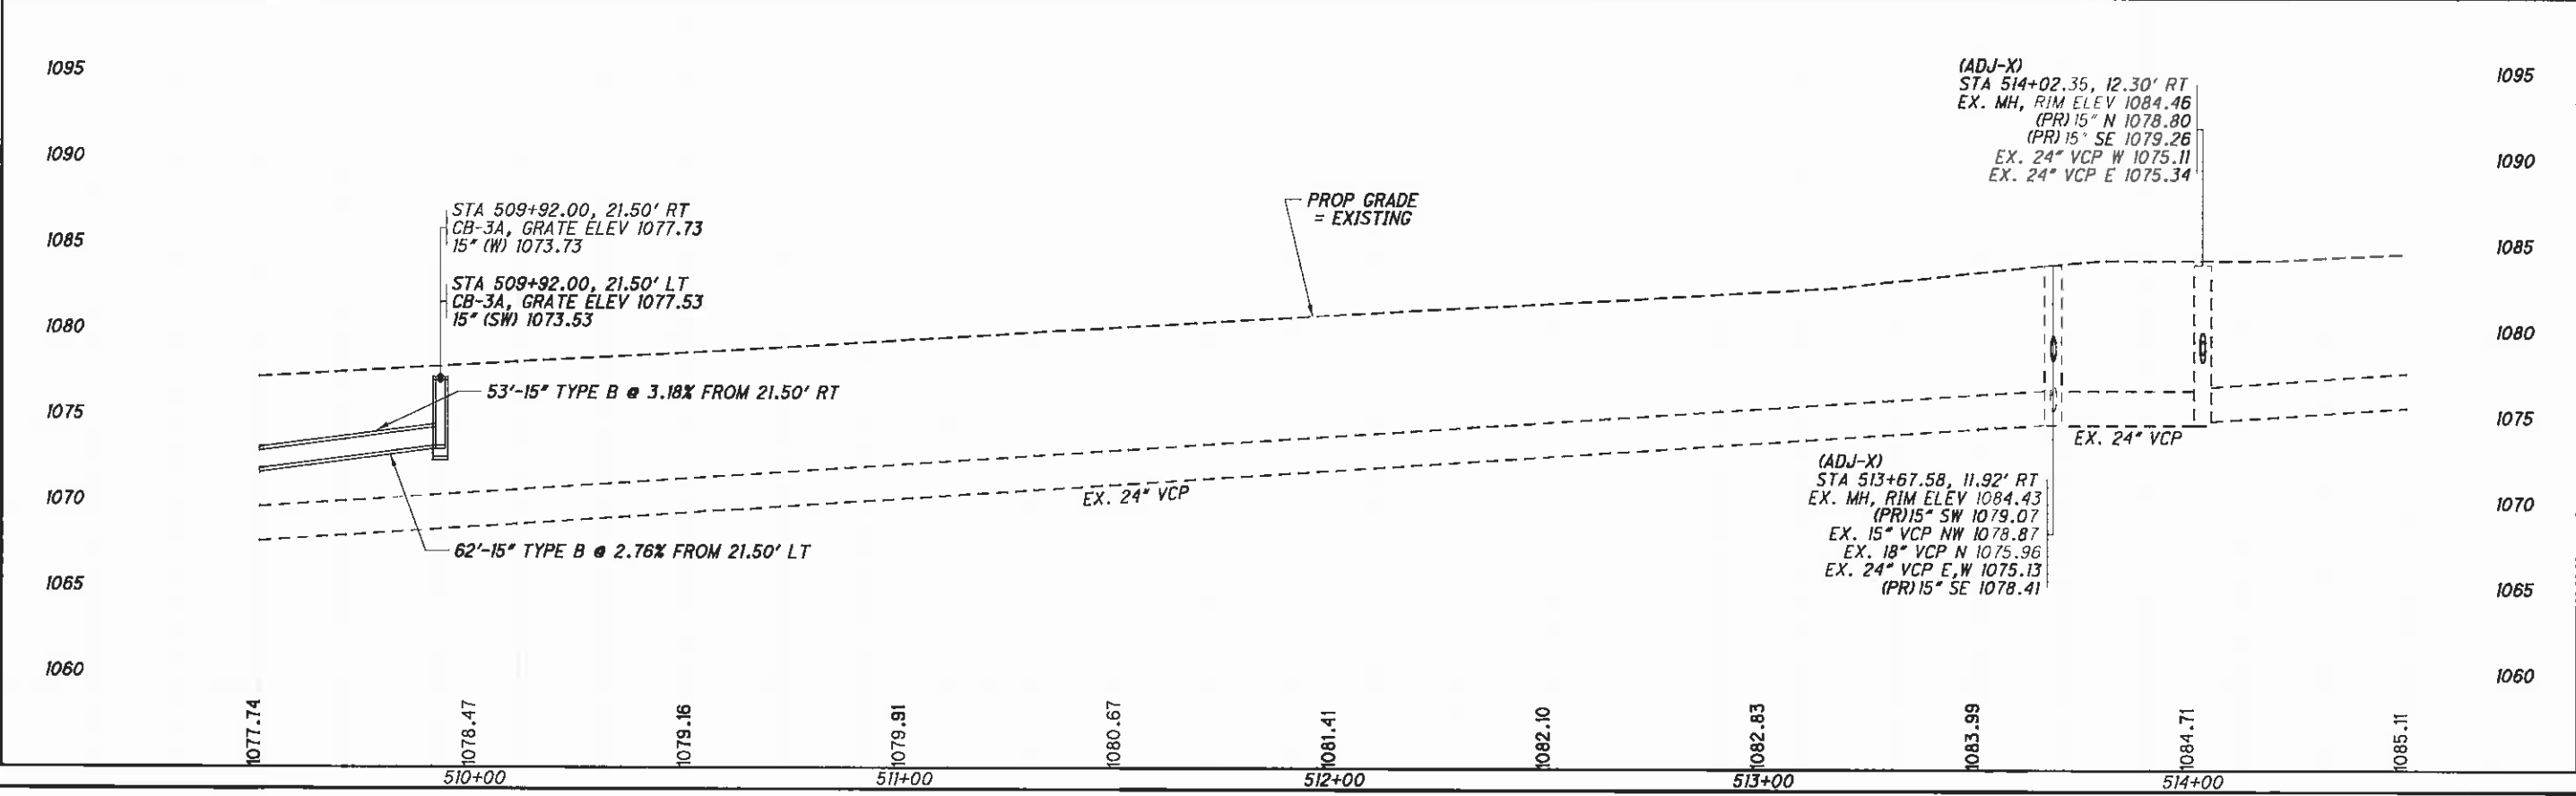 1095
1090
1085
1080
1075
1070
1065
1060
STA 509+92.00, 21.50' RT
CB-3A, GRATE ELEV 1077.73
15" (W) 1073.73
STA 509+92.00, 21.50' LT
CB-3A, GRATE ELEV 1077.53
15" (SW) 1073.53
53'-15" TYPE B @ 3.18% FROM 21.50' RT
62'-15" TYPE B @ 2.76% FROM 21.50' LT
PROP GRADE
= EXISTING
EX. 24" VCP
(ADJ-X)
STA 514+02.35, 12.30' RT
EX. MH, RIM ELEV 1084.46
(PR) 15" N 1078.80
(PR) 15" SE 1079.26
EX. 24" VCP W 1075.11
EX. 24" VCP E 1075.34
EX. 24" VCP
(ADJ-X)
STA 513+67.58, 11.92' RT
EX. MH, RIM ELEV 1084.43
(PR)15" SW 1079.07
EX. 15" VCP NW 1078.87
EX. 18" VCP N 1075.96
EX. 24" VCP E,W 1075.13
(PR)15" SE 1078.41
1095
1090
1085
1080
1075
1070
1065
1060
1077.74
1078.47
1079.16
1079.91
1080.67
1081.41
1082.10
1082.83
1083.99
1084.71
1085.11
510+00
511+00
512+00
513+00
514+00